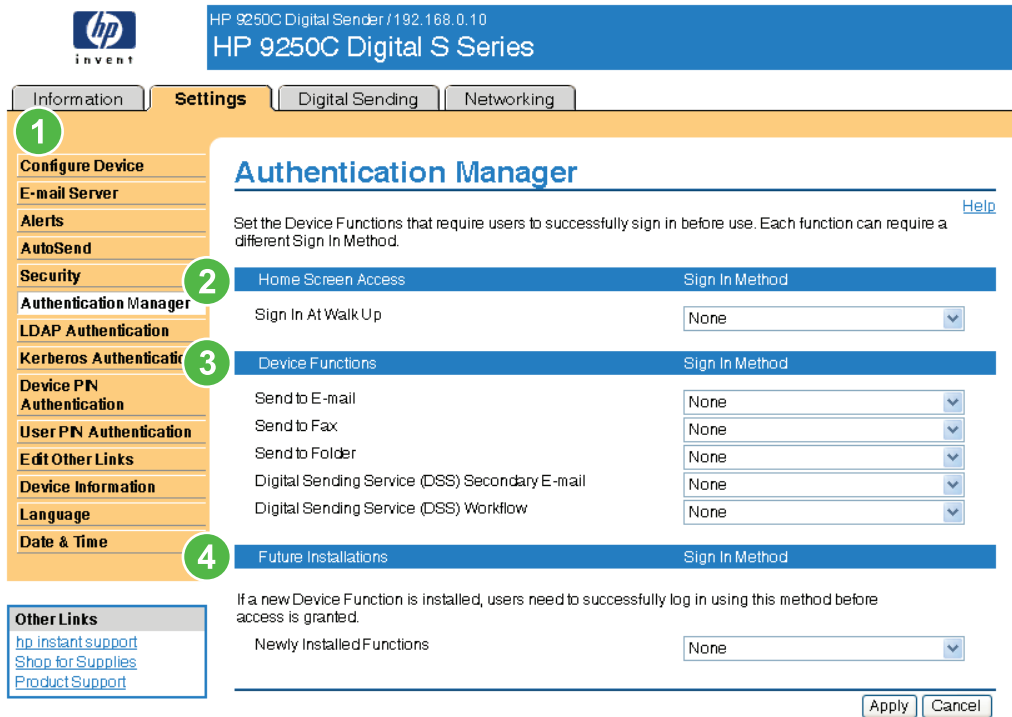 hp
invent
HP 9250C Digital Sender / 192.168.0.10
HP 9250C Digital S Series
Information
Settings
Digital Sending
Networking
1
Configure Device
E-mail Server
Alerts
AutoSend
Security
Authentication Manager
LDAP Authentication
Kerberos Authenticatio
Device PIN
Authentication
User PIN Authentication
Edit Other Links
Device Information
Language
Date & Time
Other Links
hp instant support
Shop for Supplies
Product Support
Authentication Manager
Help
Set the Device Functions that require users to successfully sign in before use. Each function can require a
different Sign In Method.
2
Home Screen Access Sign In Method
Sign In At Walk Up None
3
Device Functions Sign In Method
Send to E-mail None
Send to Fax None
Send to Folder None
Digital Sending Service (DSS) Secondary E-mail None
Digital Sending Service (DSS) Workflow None
4
Future Installations Sign In Method
If a new Device Function is installed, users need to successfully log in using this method before
access is granted.
Newly Installed Functions None
Apply Cancel